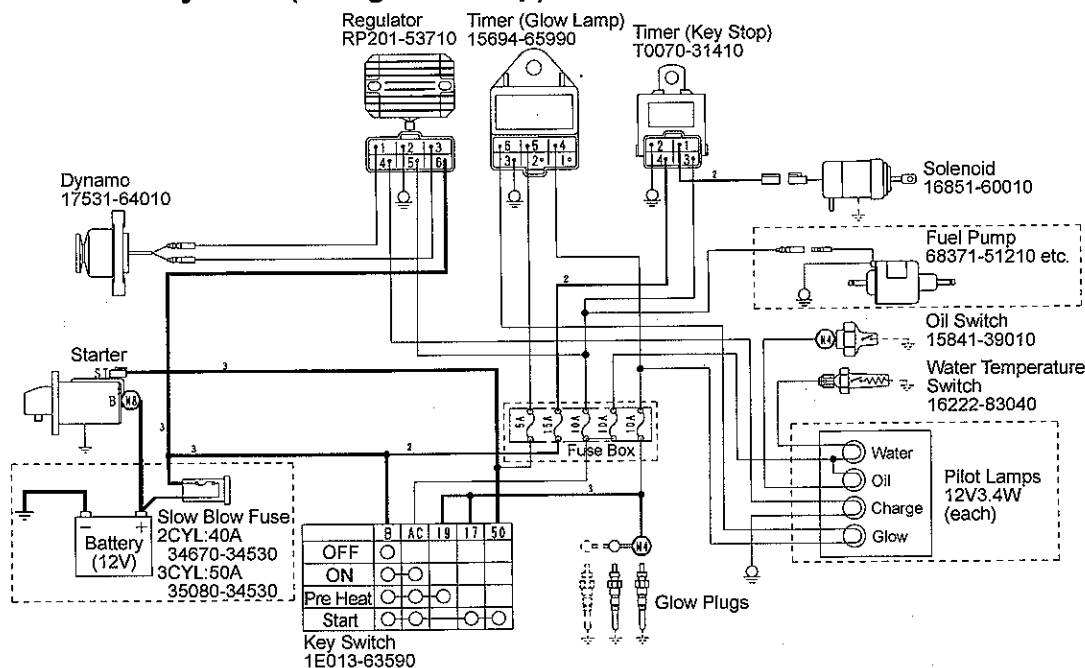 Regulator
RP201-53710
Timer (Glow Lamp)
15694-65990
Timer (Key Stop)
T0070-31410
1 2 3
4 5 6
6 5 4
3 2 1
2 1
4 3
Solenoid
16851-60010
2
Dynamo
17531-64010
Fuel Pump
68371-51210 etc.
2
Oil Switch
15841-39010
M4
Water Temperature
Switch
16222-83040
Starter
ST
B
M8
3
3
3
2
5A 15A 10A 10A 10A
Fuse Box
Water
Oil
Charge
Glow
Pilot Lamps
12V3.4W
(each)
3
Slow Blow Fuse
2CYL:40A
34670-34530
3CYL:50A
35080-34530
- +
Battery
(12V)
B AC 19 17 50
OFF
ON
Pre Heat
Start
Key Switch
1E013-63590
M4
Glow Plugs